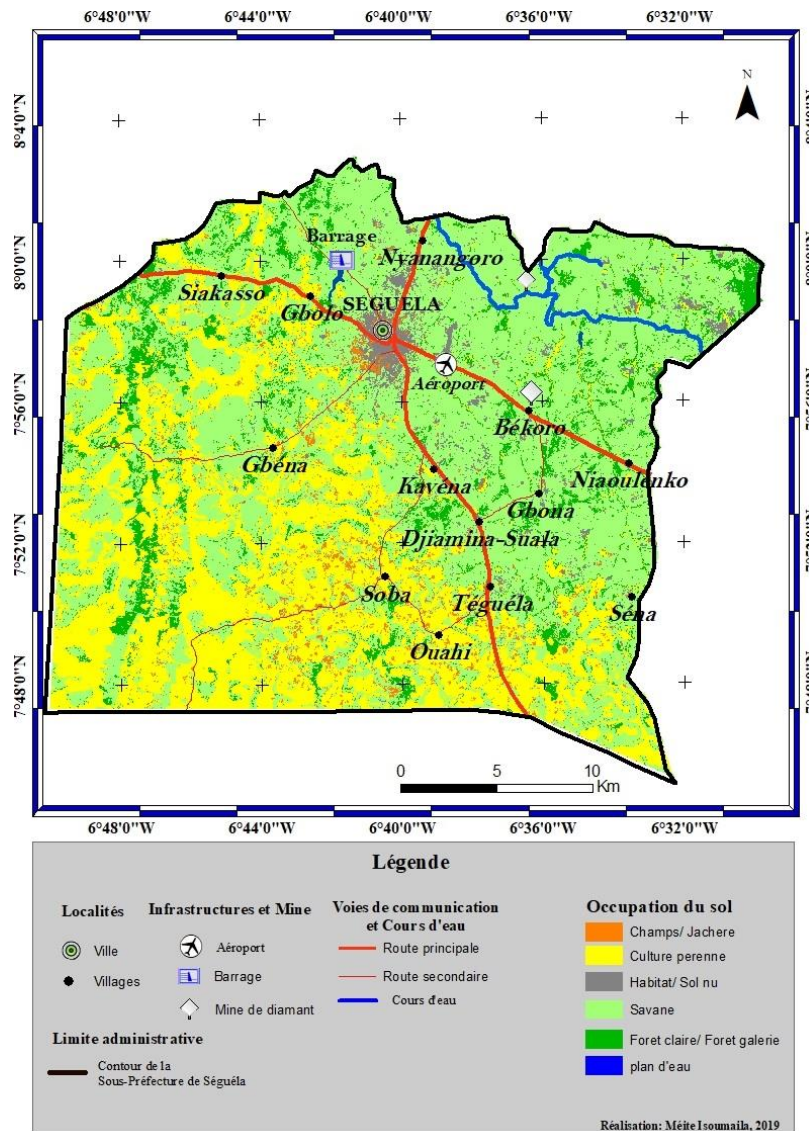 6°48'0"W 6°44'0"W 6°40'0"W 6°36'0"W 6°32'0"W
N
8°4'0"N
Barrage
Nyanangoro
8°0'0"N
Siakasso
Gbolo
SEGUELA
Aéroport
7°56'0"N
Békoro
Gbéna
Kavena
Niaoulenko
Gbona
7°52'0"N
Djiamina-Suala
Soba
Téguéla
Séna
Ouahi
7°48'0"N
0 5 10
Km
6°48'0"W 6°44'0"W 6°40'0"W 6°36'0"W 6°32'0"W
Légende
Localités
Ville
Villages
Limite administrative
Contour de la
Sous-Préfecture de Séguéla
Infrastructures et Mine
Aéroport
Barrage
Mine de diamant
Voies de communication
et Cours d'eau
Route principale
Route secondaire
Cours d'eau
Occupation du sol
Champs/ Jachere
Culture perenne
Habitat/ Sol nu
Savane
Foret claire/ Foret galerie
plan d'eau
Réalisation: Méite Isoumaila, 2019